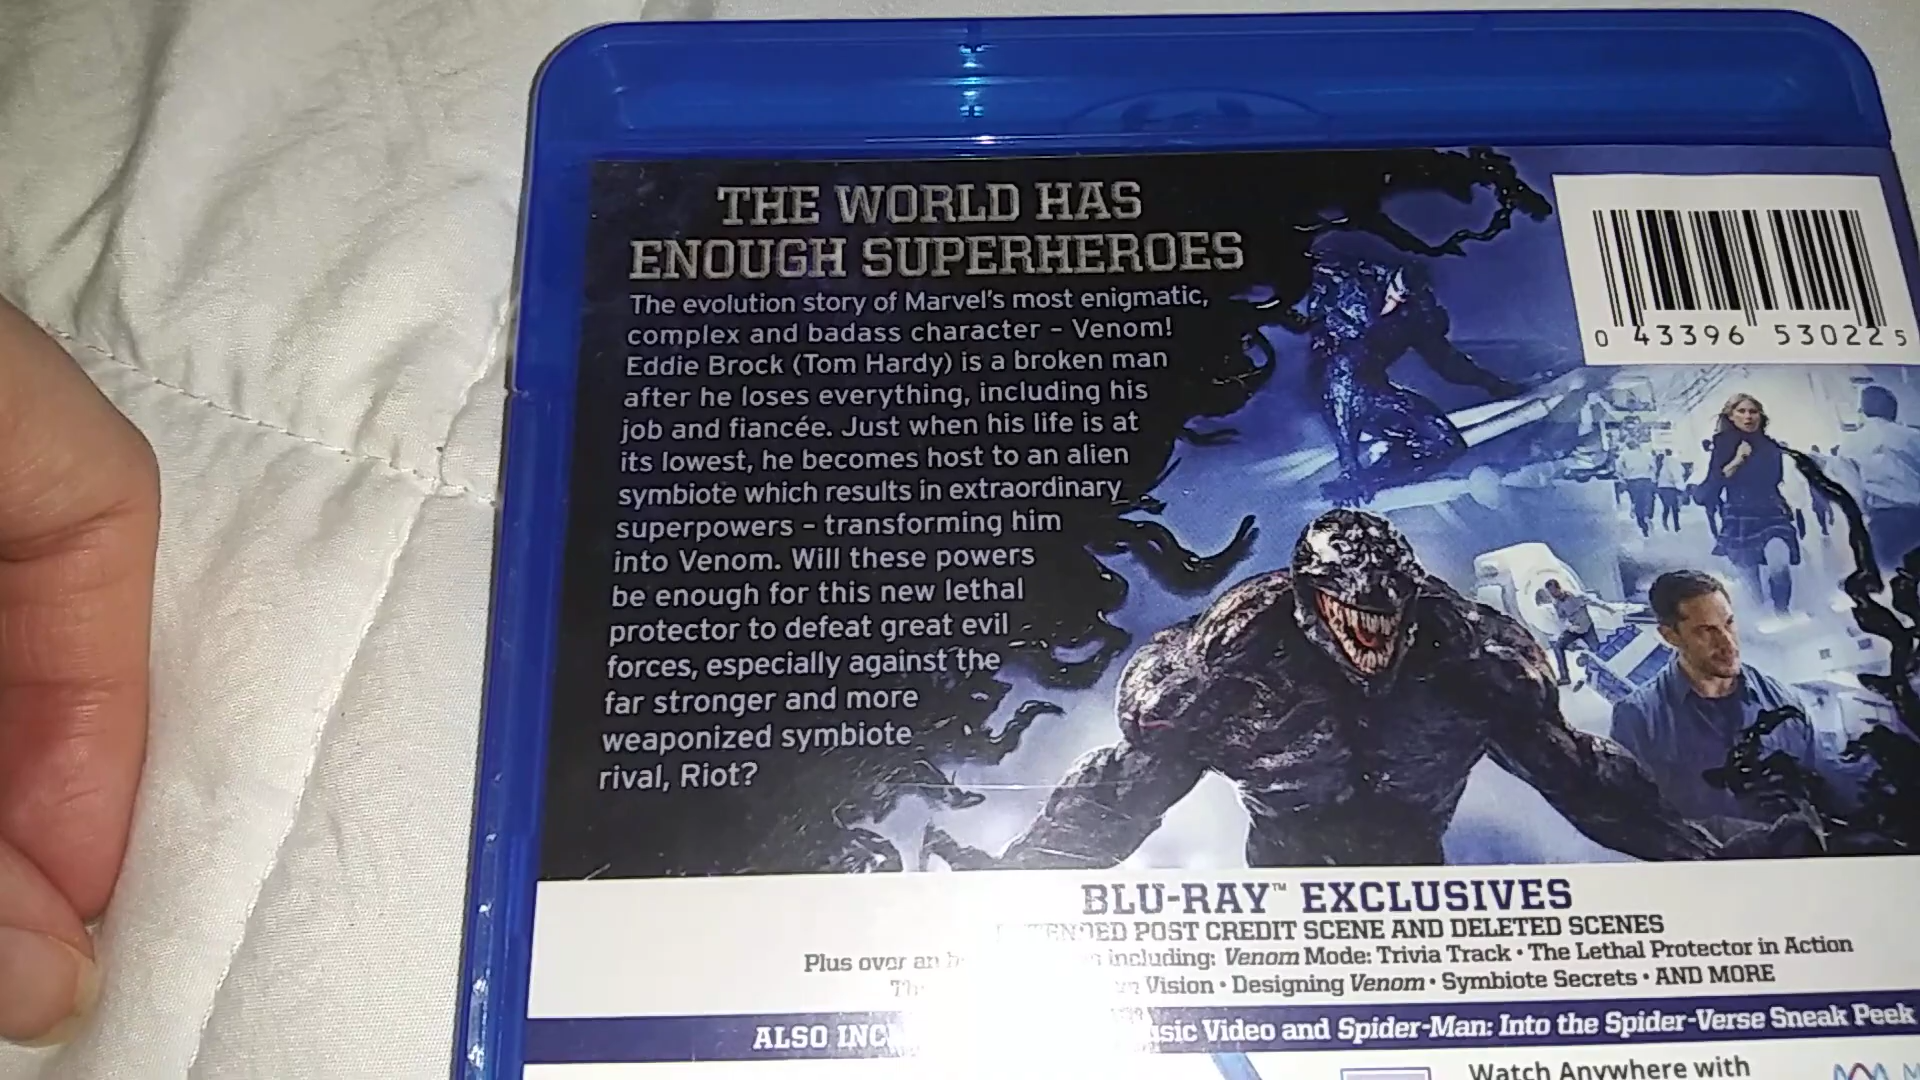 THE WORLD HAS
ENOUGH SUPERHEROES
The evolution story of Marvel's most enigmatic,
complex and badass character – Venom!
Eddie Brock (Tom Hardy) is a broken man
after he loses everything, including his
job and fiancée. Just when his life is at
its lowest, he becomes host to an alien
symbiote which results in extraordinary
superpowers – transforming him
into Venom. Will these powers
be enough for this new lethal
protector to defeat great evil
forces, especially against the
far stronger and more
weaponized symbiote
rival, Riot?
0 43396 53022 5
BLU-RAY™ EXCLUSIVES
POST CREDIT SCENE AND DELETED SCENES
Plus over an including: Venom Mode: Trivia Track • The Lethal Protector in Action
Vision • Designing Venom • Symbiote Secrets • AND MORE
ALSO Video and Spider-Man: Into the Spider-Verse Sneak Peek
Watch Anywhere with